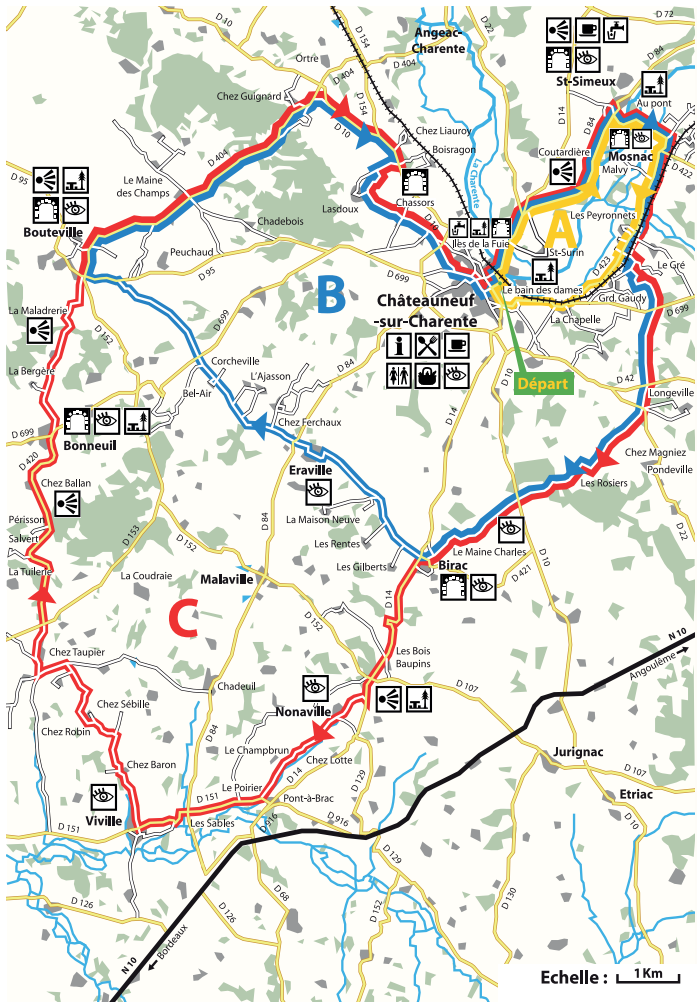 D 10
D 154
D 22
D 72
Angeac-
Charente
St-Simeux
D 84
Ortre
D 404
D 404
D 154
D 14
D 84
Au pont
Chez Guignard
D 10
Chez Liauroy
Boisragon
Coutardière
Mosnac
Malvy
D 422
D 95
D 404
Le Maine
des Champs
La Charente
Bouteville
Lasdoux
Chassors
Les Peyronnets
A
Chadebois
D 10
Iles de la Fuie
St-Surin
Peuchaud
D 95
D 699
D 423
Le Gré
B
Le bain des dames
Grd. Gaudy
D 699
La Maladrerie
D 152
D 699
Châteauneuf
-sur-Charente
La Chapelle
Corcheville
D 84
La Bergère
L'Ajasson
Bel-Air
i
D 10
Départ
D 42
Longeville
D 699
Bonneuil
Chez Ferchaux
D 14
D 420
Eraville
Chez Magniez
Pondeville
Chez Ballan
Les Rosiers
Périsson
Salvert
La Maison Neuve
D 153
D 152
D 84
D 22
Les Rentes
Le Maine Charles
D 10
La Tuilerie
La Coudraie
Malaville
Les Gilberts
Birac
D 421
D 14
C
D 152
N 10
Angoulême
Chez Taupier
Les Bois
Baupins
Chadeuil
D 107
Chez Sébille
Nonaville
Chez Robin
D 84
Le Champbrun
Chez Lotte
Jurignac
Chez Baron
D 14
D 129
D 107
Le Poirier
Etriac
Viville
D 151
Pont-à-Brac
D 151
Les Sables
D 916
D 916
D 129
D 68
D 130
D 126
D 126
D 152
Bordeaux
N 10
Echelle :
1 Km